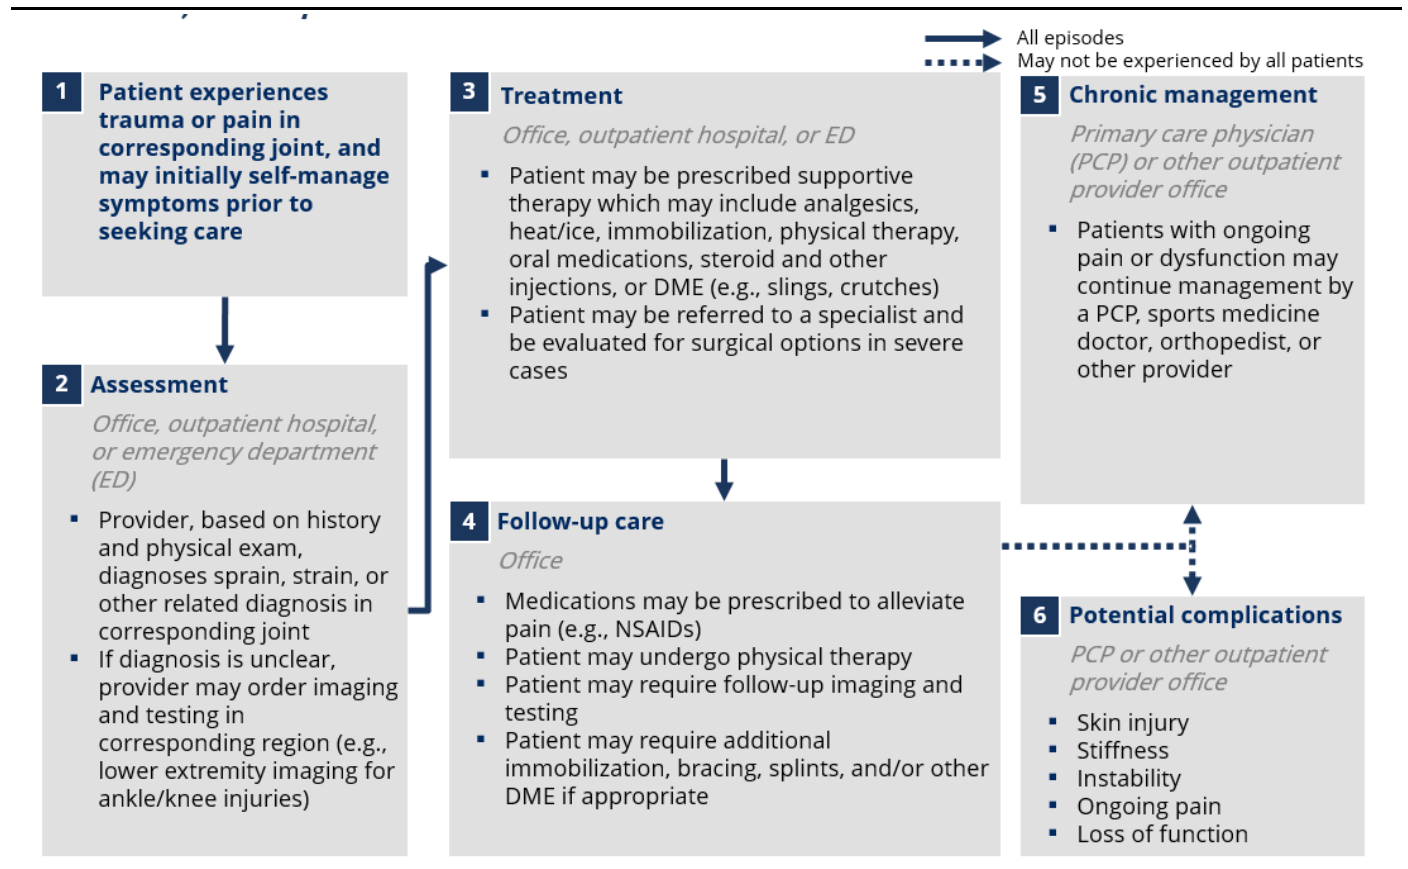 All episodes
May not be experienced by all patients
1
Patient experiences
trauma or pain in
corresponding joint, and
may initially self-manage
symptoms prior to
seeking care
2
Assessment
Office, outpatient hospital,
or emergency department
(ED)
▪ Provider, based on history
and physical exam,
diagnoses sprain, strain, or
other related diagnosis in
corresponding joint
▪ If diagnosis is unclear,
provider may order imaging
and testing in
corresponding region (e.g.,
lower extremity imaging for
ankle/knee injuries)
3
Treatment
Office, outpatient hospital, or ED
▪ Patient may be prescribed supportive
therapy which may include analgesics,
heat/ice, immobilization, physical therapy,
oral medications, steroid and other
injections, or DME (e.g., slings, crutches)
▪ Patient may be referred to a specialist and
be evaluated for surgical options in severe
cases
4
Follow-up care
Office
▪ Medications may be prescribed to alleviate
pain (e.g., NSAIDs)
▪ Patient may undergo physical therapy
▪ Patient may require follow-up imaging and
testing
▪ Patient may require additional
immobilization, bracing, splints, and/or other
DME if appropriate
5
Chronic management
Primary care physician
(PCP) or other outpatient
provider office
▪ Patients with ongoing
pain or dysfunction may
continue management by
a PCP, sports medicine
doctor, orthopedist, or
other provider
6
Potential complications
PCP or other outpatient
provider office
▪ Skin injury
▪ Stiffness
▪ Instability
▪ Ongoing pain
▪ Loss of function